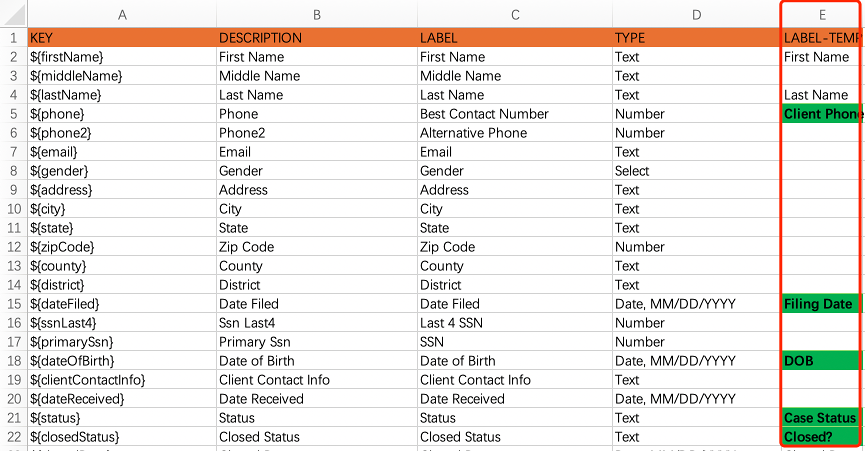 A B C D E
1 KEY DESCRIPTION LABEL TYPE LABEL-TEMP
2 ${firstName} First Name First Name Text First Name
3 ${middleName} Middle Name Middle Name Text
4 ${lastName} Last Name Last Name Text Last Name
5 ${phone} Phone Best Contact Number Number Client Phone
6 ${phone2} Phone2 Alternative Phone Number
7 ${email} Email Email Text
8 ${gender} Gender Gender Select
9 ${address} Address Address Text
10 ${city} City City Text
11 ${state} State State Text
12 ${zipCode} Zip Code Zip Code Number
13 ${county} County County Text
14 ${district} District District Text
15 ${dateFiled} Date Filed Date Filed Date, MM/DD/YYYY Filing Date
16 ${ssnLast4} Ssn Last4 Last 4 SSN Number
17 ${primarySsn} Primary Ssn SSN Number
18 ${dateOfBirth} Date of Birth Date of Birth Date, MM/DD/YYYY DOB
19 ${clientContactInfo} Client Contact Info Client Contact Info Text
20 ${dateReceived} Date Received Date Received Date, MM/DD/YYYY
21 ${status} Status Status Text Case Status
22 ${closedStatus} Closed Status Closed Status Text Closed?